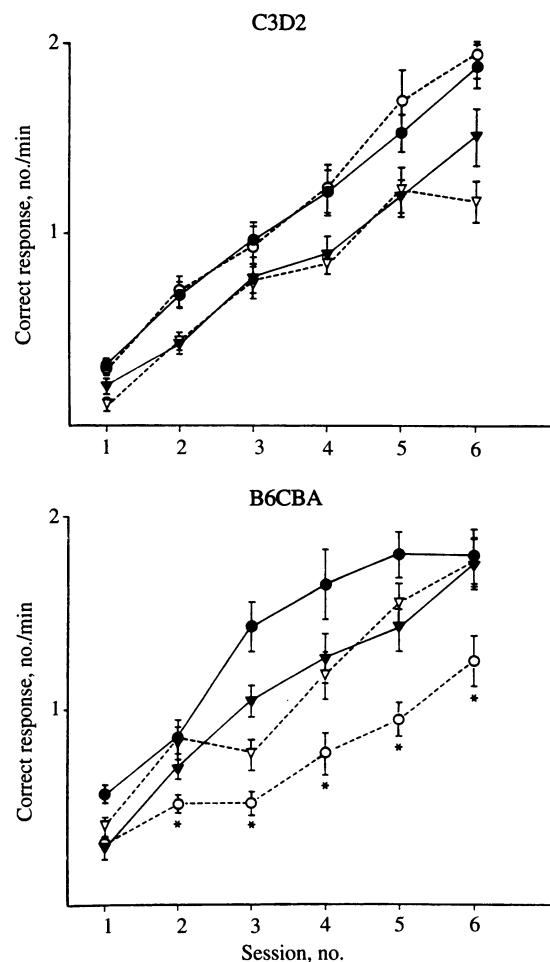 C3D2
2
Correct response, no./min
1
1 2 3 4 5 6
B6CBA
2
Correct response, no./min
1
* * * * *
1 2 3 4 5 6
Session, no.